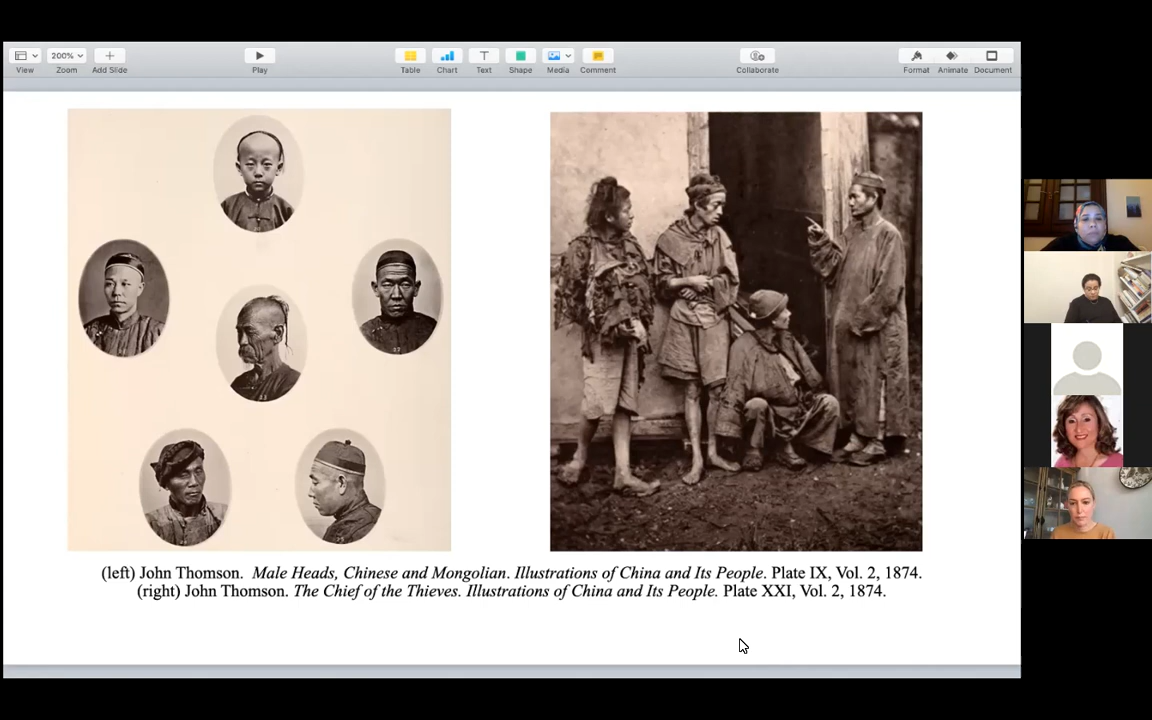 200%
View
Zoom
Add Slide
Play
Table
Chart
Text
Shape
Media
Comment
Collaborate
Format
Animate
Document
(left) John Thomson. Male Heads, Chinese and Mongolian. Illustrations of China and Its People. Plate IX, Vol. 2, 1874.
(right) John Thomson. The Chief of the Thieves. Illustrations of China and Its People. Plate XXI, Vol. 2, 1874.